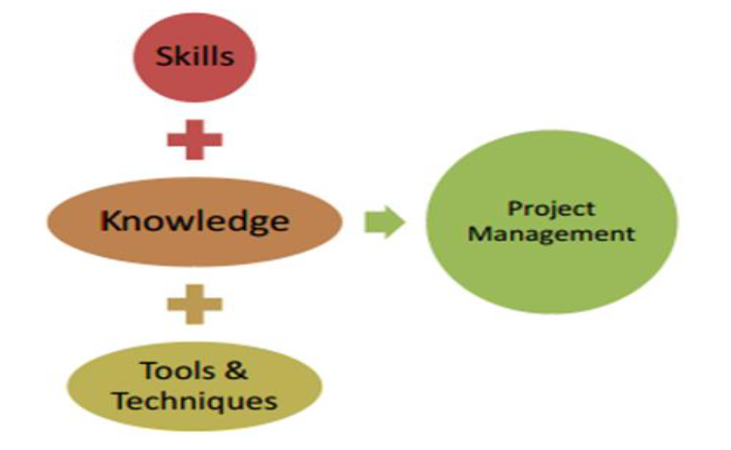 Skills
Knowledge
Project
Management
Tools &
Techniques